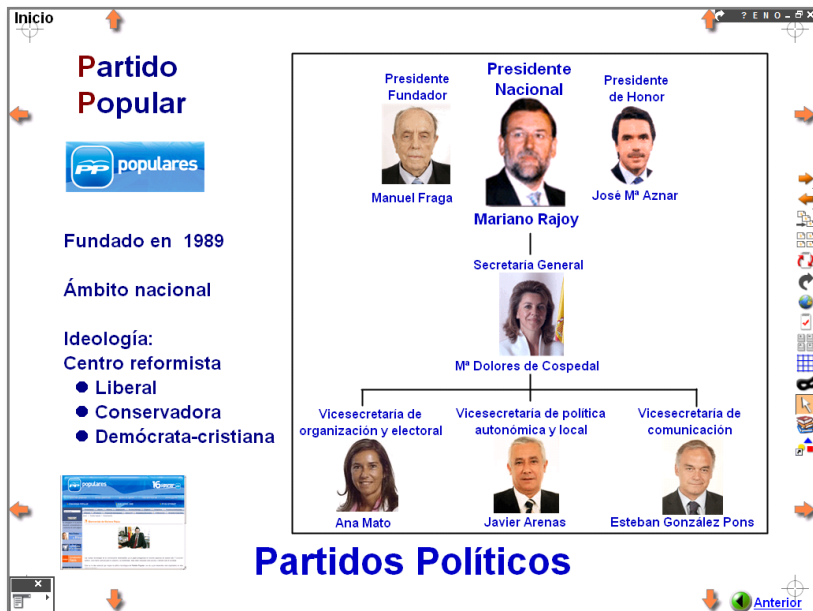 Inicio
? E N O
Partido
Popular
populares
Fundado en 1989
Ámbito nacional
Ideología:
Centro reformista
Liberal
Conservadora
Demócrata-cristiana
populares
Presidente
Fundador
Manuel Fraga
Presidente
Nacional
Mariano Rajoy
Presidente
de Honor
José Mª Aznar
Secretaría General
Mª Dolores de Cospedal
Vicesecretaría de
organización y electoral
Ana Mato
Vicesecretaría de política
autonómica y local
Javier Arenas
Vicesecretaría de
comunicación
Esteban González Pons
Partidos Políticos
Anterior